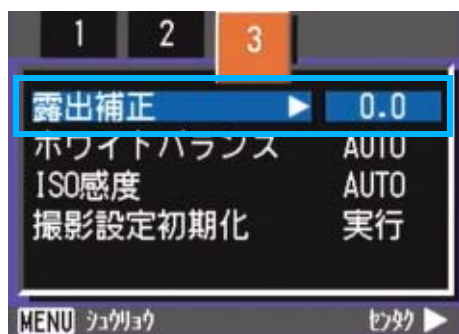 1 2 3
露出補正 ▶ 0.0
ホワイトバランス AUTO
ISO感度 AUTO
撮影設定初期化 実行
MENU ｼｭｳﾘｮｳ ｾﾝﾀｸ ▶